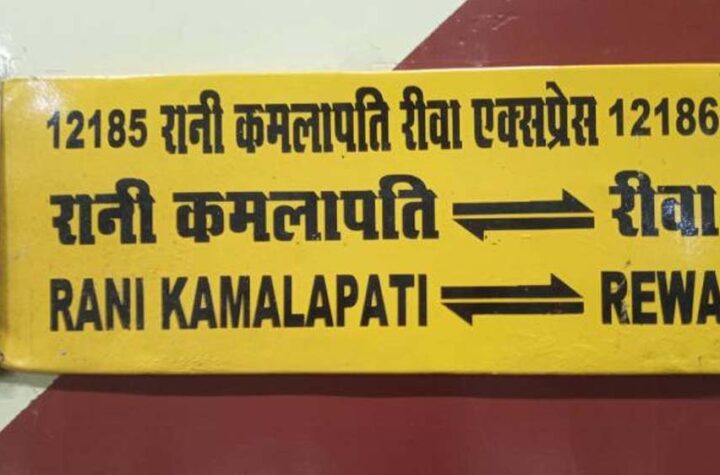 12185 रानी कमलापति रीवा एक्सप्रेस 12186
रानी कमलापति ⇌ रीवा
RANI KAMALAPATI ⇌ REWA